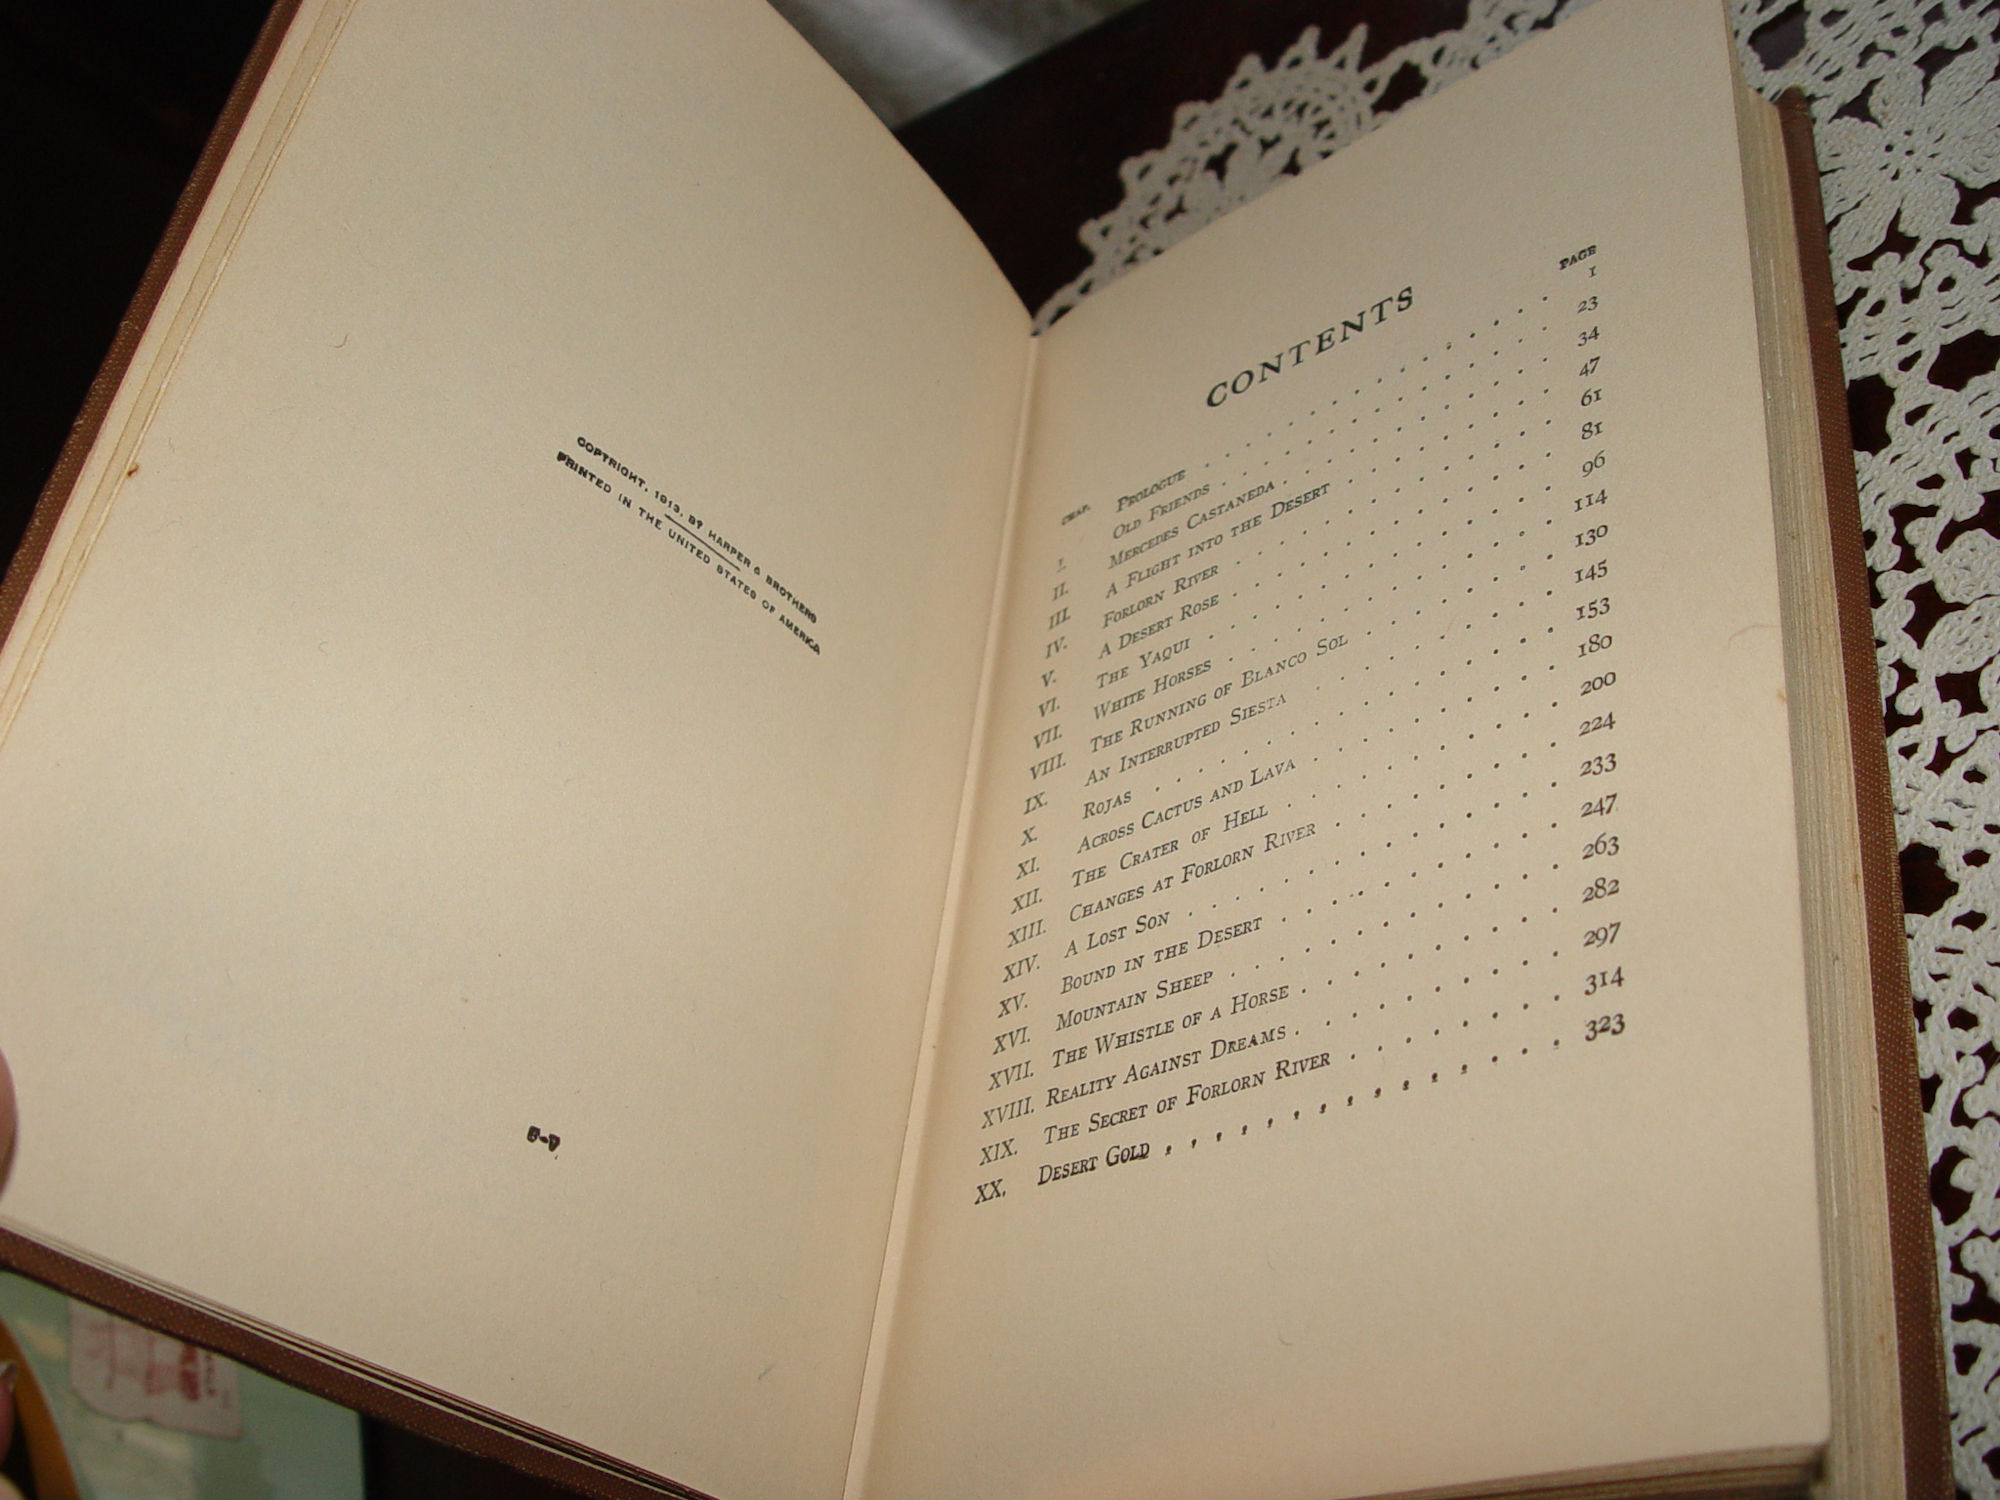 COPYRIGHT, 1913, BY HARPER & BROTHERS
PRINTED IN THE UNITED STATES OF AMERICA
CONTENTS
CHAP. PAGE
PROLOGUE . . . . . . . . . . . . 1
I. OLD FRIENDS . . . . . . . . . . . . 23
II. MERCEDES CASTANEDA . . . . . . . . . . 34
III. A FLIGHT INTO THE DESERT . . . . . . . . 47
IV. FORLORN RIVER . . . . . . . . . . . . 61
V. A DESERT ROSE . . . . . . . . . . . . 81
VI. THE YAQUI . . . . . . . . . . . . 96
VII. WHITE HORSES . . . . . . . . . . . . 114
VIII. THE RUNNING OF BLANCO SOL . . . . . . . 130
IX. AN INTERRUPTED SIESTA . . . . . . . . . 145
X. ROJAS . . . . . . . . . . . . . . 153
XI. ACROSS CACTUS AND LAVA . . . . . . . . . 180
XII. THE CRATER OF HELL . . . . . . . . . . 200
XIII. CHANGES AT FORLORN RIVER . . . . . . . . 224
XIV. A LOST SON . . . . . . . . . . . . 233
XV. BOUND IN THE DESERT . . . . . . . . . . 247
XVI. MOUNTAIN SHEEP . . . . . . . . . . . . 263
XVII. THE WHISTLE OF A HORSE . . . . . . . . . 282
XVIII. REALITY AGAINST DREAMS . . . . . . . . . 297
XIX. THE SECRET OF FORLORN RIVER . . . . . . . . 314
XX. DESERT GOLD . . . . . . . . . . . . . . 323